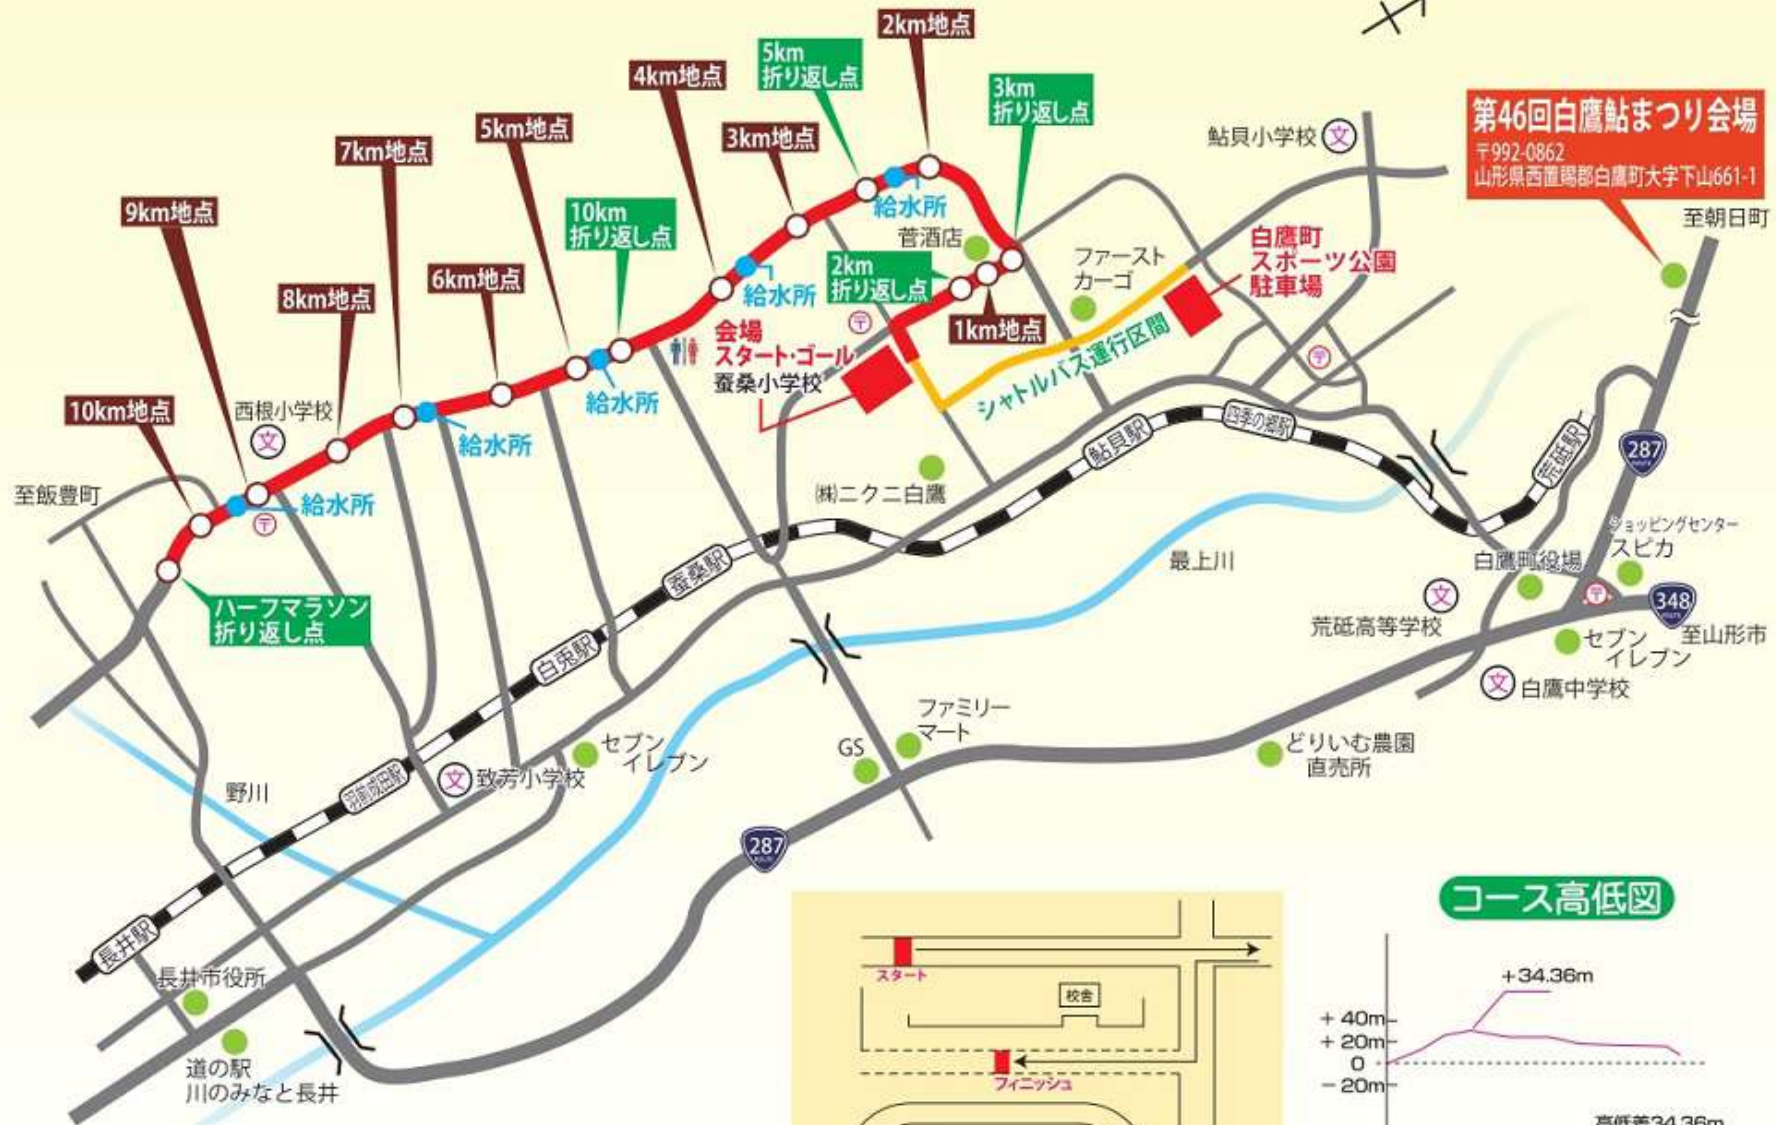 2km地点
5km
折り返し点
4km地点
3km
折り返し点
3km地点
5km地点
7km地点
9km地点
10km
折り返し点
8km地点
6km地点
10km地点
給水所
菅酒店
2km
折り返し点
1km地点
給水所
会場
スタート・ゴール
蚕桑小学校
〒
給水所
給水所
西根小学校
文
至飯豊町
給水所
〒
ハーフマラソン
折り返し点
鮎貝小学校
文
第46回白鷹鮎まつり会場
〒992-0862
山形県西置賜郡白鷹町大字下山661-1
至朝日町
ファースト
カーゴ
白鷹町
スポーツ公園
駐車場
シャトルバス運行区間
〒
鮎貝駅
四季の郷駅
荒砥駅
287
ROUTE
㈱ニクニ白鷹
蚕桑駅
白兎駅
羽前成田駅
長井駅
最上川
ショッピングセンター
スピカ
白鷹町役場
〒
348
ROUTE
文
荒砥高等学校
至山形市
セブン
イレブン
文
白鷹中学校
ファミリー
マート
GS
どりいむ農園
直売所
セブン
イレブン
文
致芳小学校
野川
287
ROUTE
長井市役所
道の駅
川のみなと長井
スタート
校舎
フィニッシュ
コース高低図
+34.36m
+40m
+20m
0
-20m
高低差34.36m